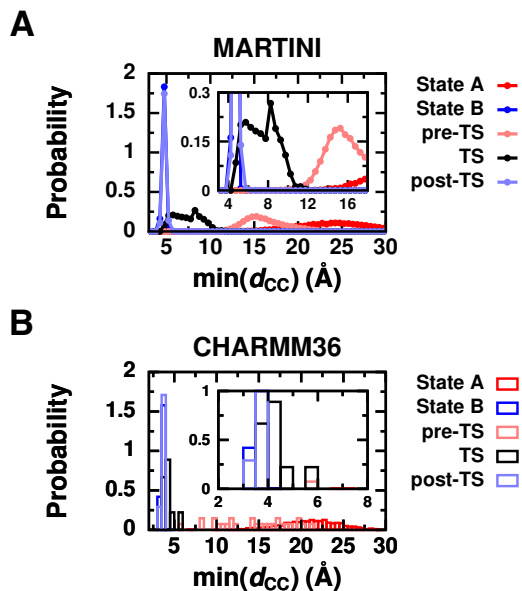 A
MARTINI
Probability
2
1.5
1
0.5
0
5 10 15 20 25 30
min(dCC) (Å)
0.3
0.15
0
4 8 12 16
State A
State B
pre-TS
TS
post-TS
B
CHARMM36
Probability
2
1.5
1
0.5
0
5 10 15 20 25 30
min(dCC) (Å)
1
0.5
0
2 4 6 8
State A
State B
pre-TS
TS
post-TS